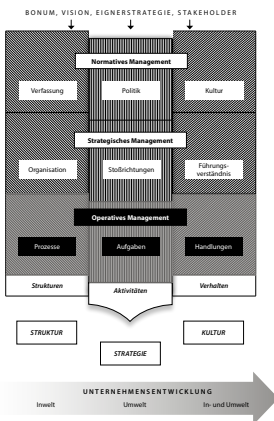 BONUM, VISION, EIGNERSTRATEGIE, STAKEHOLDER
Normatives Management
Verfassung Politik Kultur
Strategisches Management
Organisation Stoßrichtungen Führungs-
verständnis
Operatives Management
Prozesse Aufgaben Handlungen
Strukturen Aktivitäten Verhalten
STRUKTUR KULTUR
STRATEGIE
UNTERNEHMENSENTWICKLUNG
Inwelt Umwelt In- und Umwelt